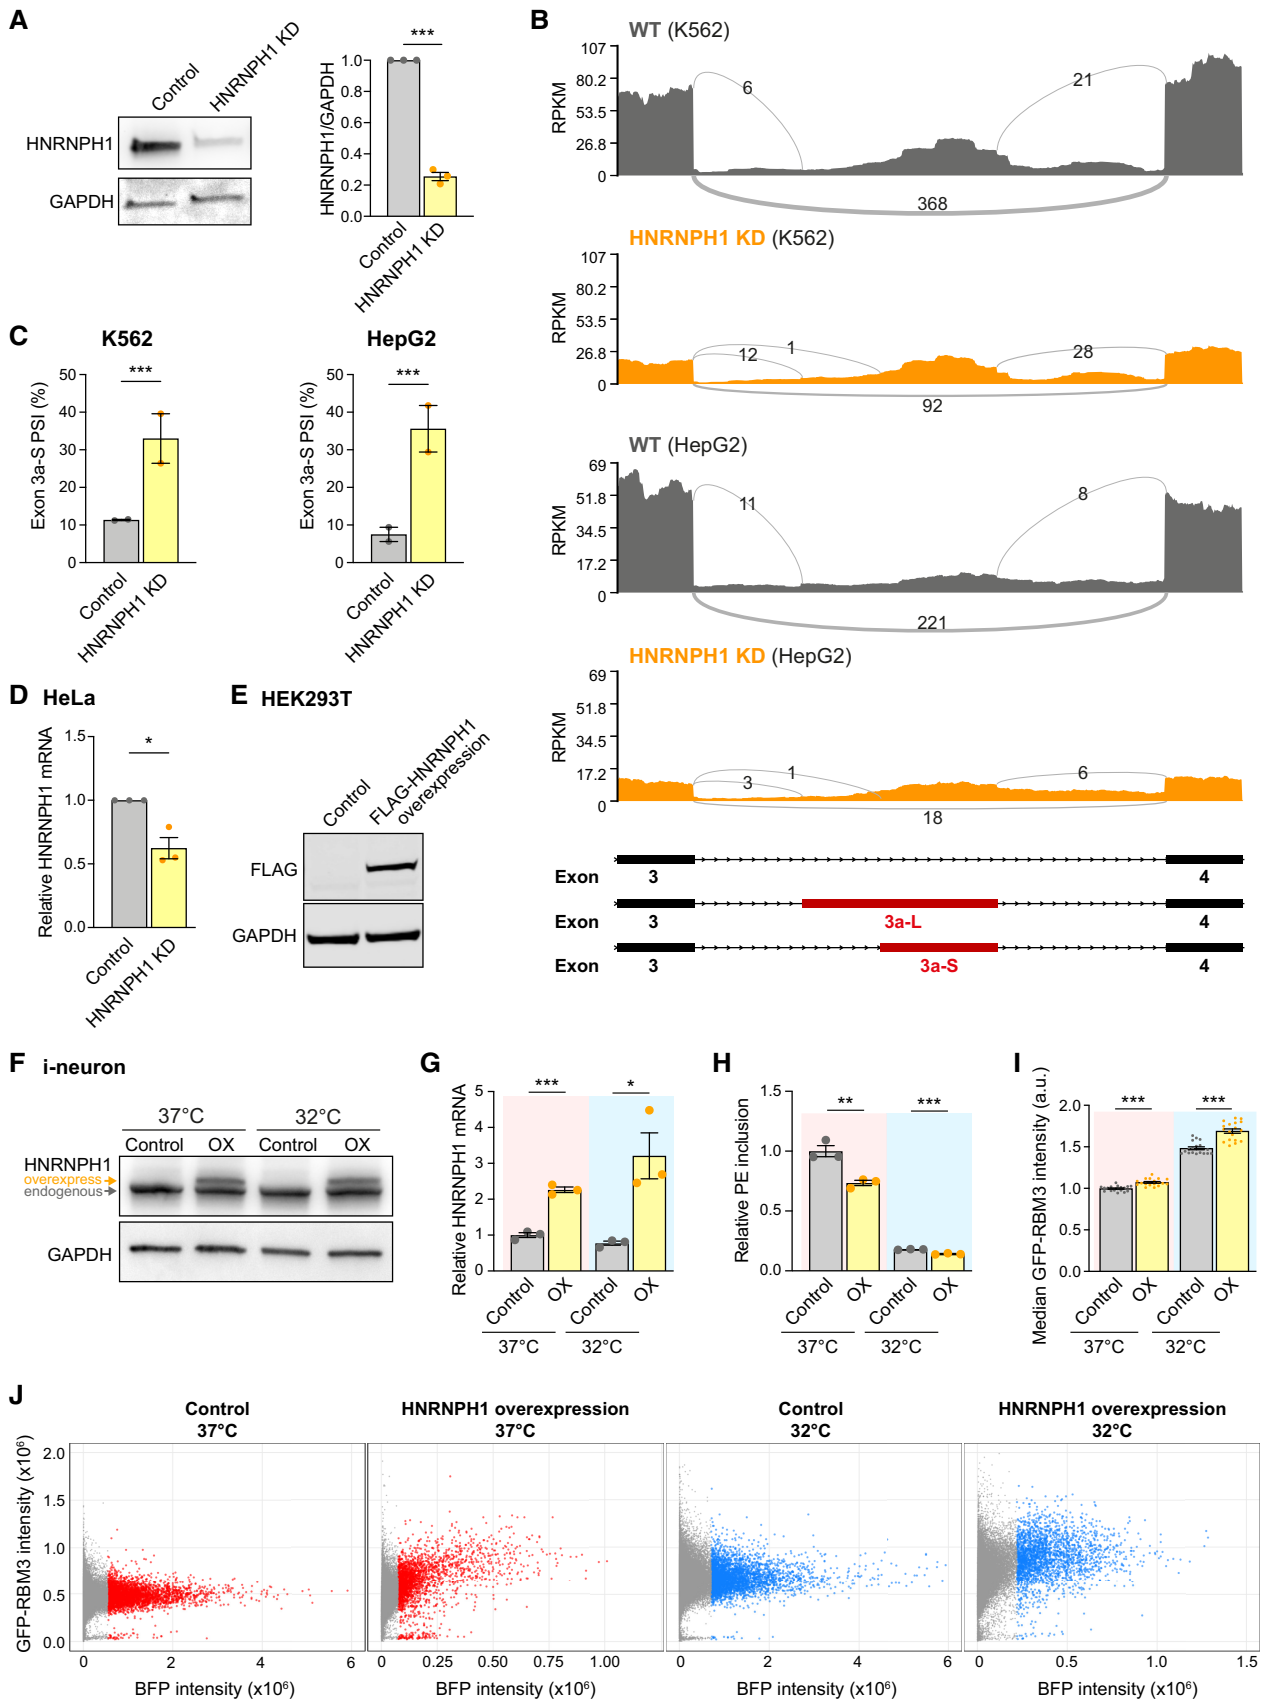 A
Control
HNRNPH1 KD
HNRNPH1
GAPDH
***
HNRNPH1/GAPDH
1.0
0.8
0.6
0.4
0.2
0.0
Control
HNRNPH1 KD
B
WT (K562)
RPKM
107
80.2
53.5
26.8
0
6
21
368
HNRNPH1 KD (K562)
RPKM
107
80.2
53.5
26.8
0
12
1
28
92
WT (HepG2)
RPKM
69
51.8
34.5
17.2
0
11
8
221
HNRNPH1 KD (HepG2)
RPKM
69
51.8
34.5
17.2
0
3
1
6
18
Exon 3 4
Exon 3 3a-L 4
Exon 3 3a-S 4
C
K562
Exon 3a-S PSI (%)
50
40
30
20
10
0
***
Control
HNRNPH1 KD
HepG2
Exon 3a-S PSI (%)
50
40
30
20
10
0
***
Control
HNRNPH1 KD
D HeLa
Relative HNRNPH1 mRNA
1.5
1.0
0.5
0.0
*
Control
HNRNPH1 KD
E HEK293T
Control
FLAG-HNRNPH1
overexpression
FLAG
GAPDH
F i-neuron
37°C 32°C
Control OX Control OX
HNRNPH1
overexpress
endogenous
GAPDH
G
Relative HNRNPH1 mRNA
5
4
3
2
1
0
***
*
Control
OX
Control
OX
37°C 32°C
H
Relative PE inclusion
1.5
1.0
0.5
0.0
**
***
Control
OX
Control
OX
37°C 32°C
I
Median GFP-RBM3 intensity (a.u.)
2.0
1.5
1.0
0.5
0.0
***
***
Control
OX
Control
OX
37°C 32°C
J
Control
37°C
HNRNPH1 overexpression
37°C
Control
32°C
HNRNPH1 overexpression
32°C
GFP-RBM3 intensity (x10⁶)
2.0
1.5
1.0
0.5
0.0
0 2 4 6
BFP intensity (x10⁶)
0 0.25 0.50 0.75 1.00
BFP intensity (x10⁶)
0 2 4 6
BFP intensity (x10⁶)
0 0.5 1.0 1.5
BFP intensity (x10⁶)